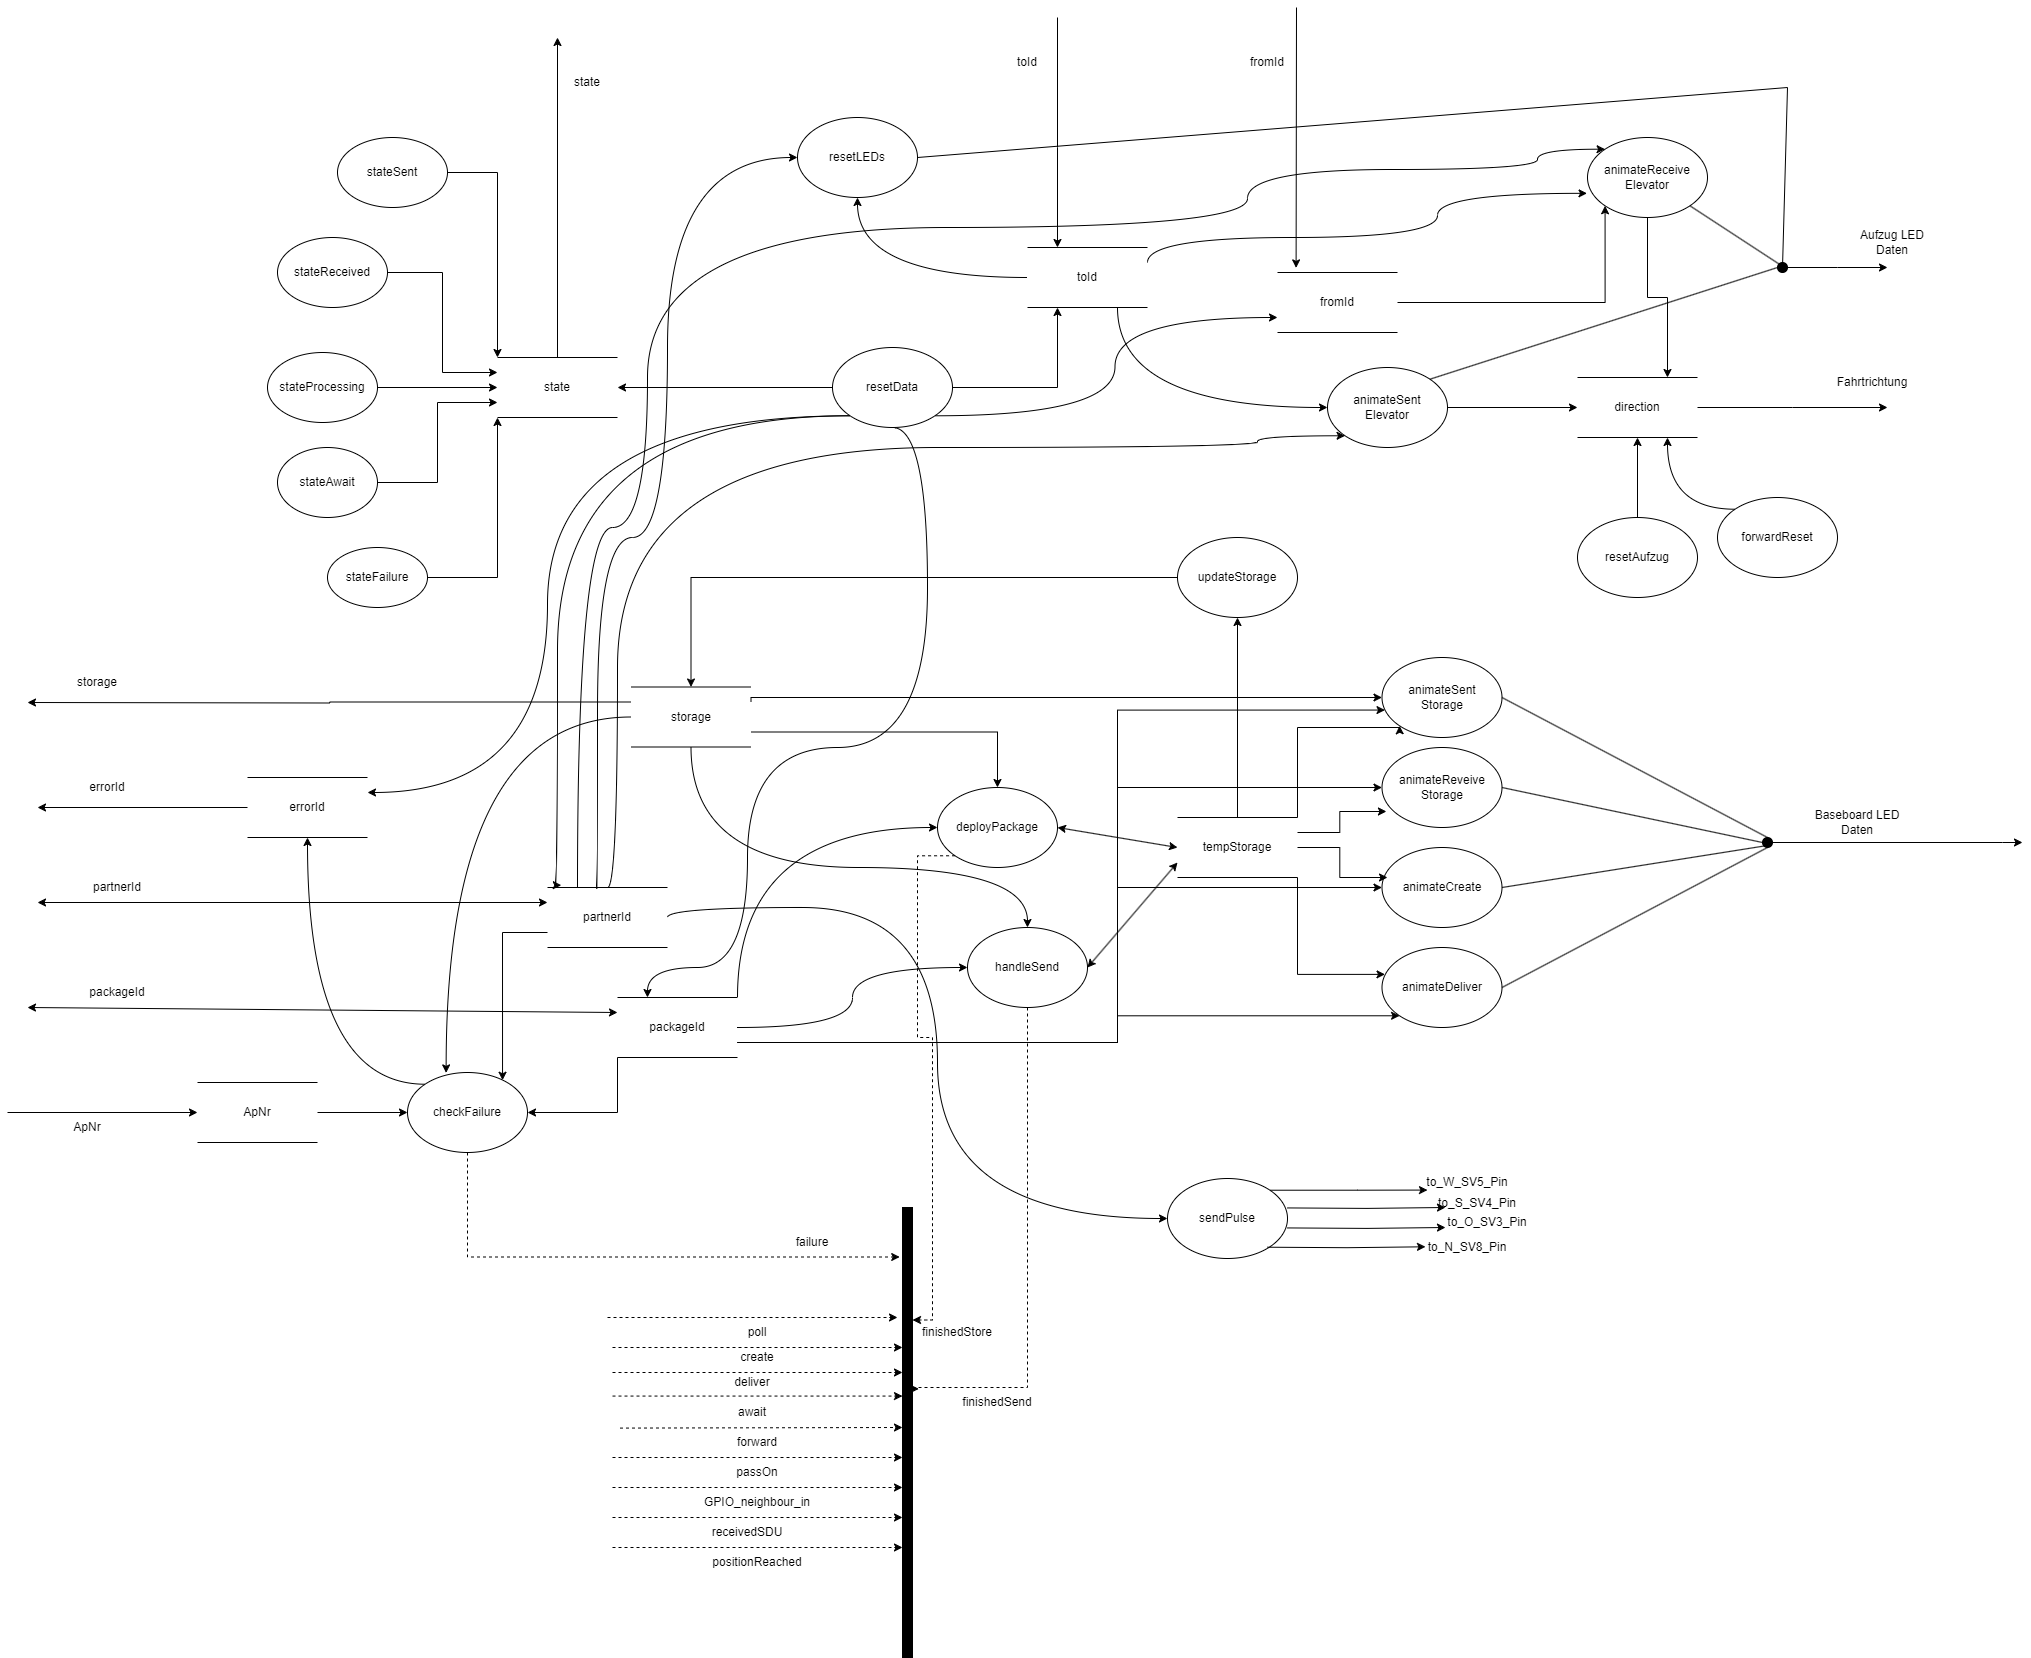 toId
fromId
state
resetLEDs
stateSent
animateReceive
Elevator
Aufzug LED
Daten
stateReceived
toId
fromId
stateProcessing
state
resetData
animateSent
Elevator
direction
Fahrtrichtung
stateAwait
resetAufzug
forwardReset
stateFailure
updateStorage
storage
storage
animateSent
Storage
errorId
errorId
animateReveive
Storage
deployPackage
tempStorage
Baseboard LED
Daten
partnerId
partnerId
animateCreate
packageId
packageId
handleSend
animateDeliver
ApNr
ApNr
checkFailure
sendPulse
to_W_SV5_Pin
to_S_SV4_Pin
to_O_SV3_Pin
to_N_SV8_Pin
failure
poll
finishedStore
create
deliver
finishedSend
await
forward
passOn
GPIO_neighbour_in
receivedSDU
positionReached